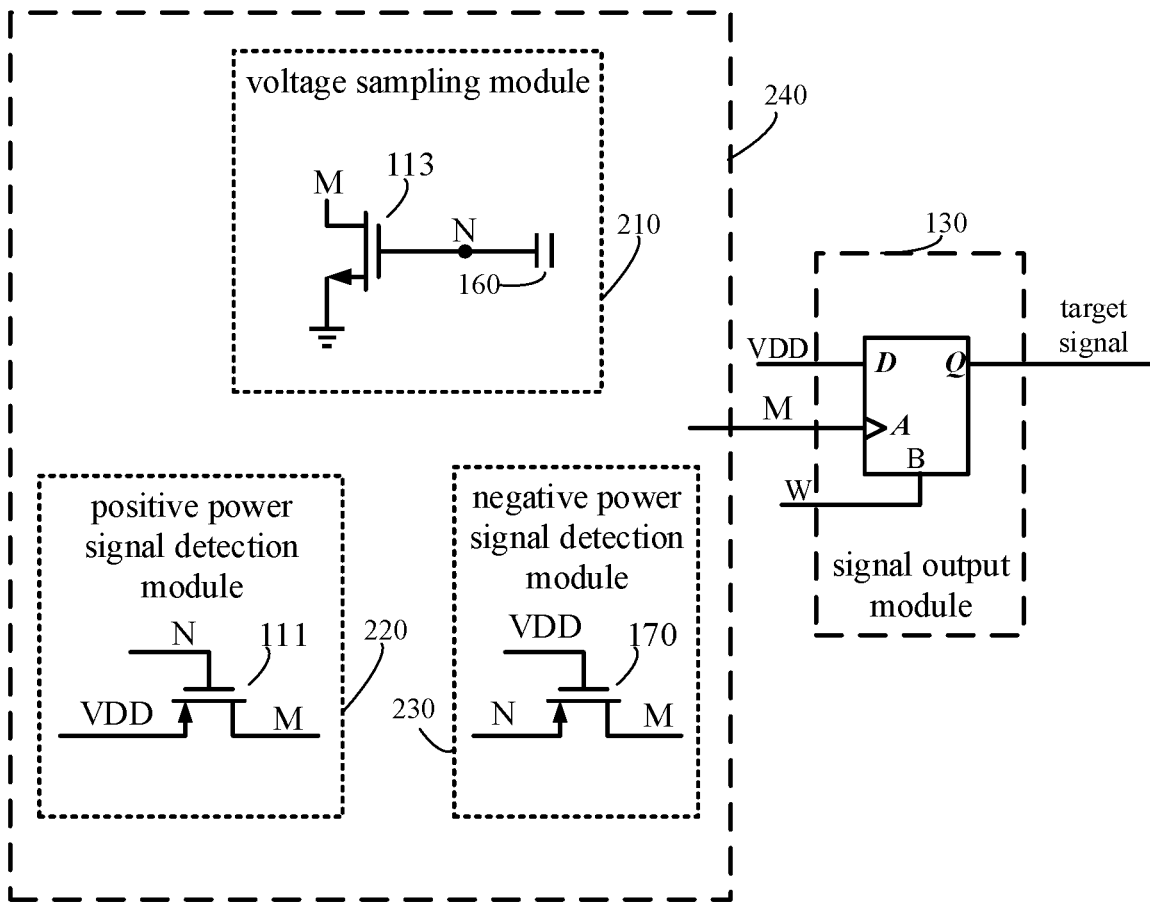 voltage sampling module
240
113
M
N
210
160
130
target
signal
VDD
D
Q
M
A
B
W
signal output
module
positive power
signal detection
module
N
111
220
VDD
M
negative power
signal detection
module
VDD
170
230
N
M